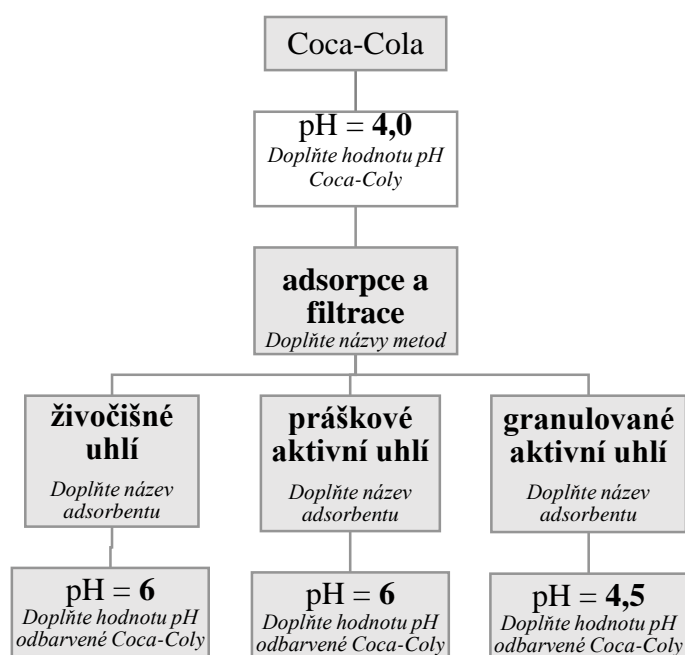 Coca-Cola
pH = 4,0
Doplňte hodnotu pH
Coca-Coly
adsorpce a
filtrace
Doplňte názvy metod
živočišné
uhlí
Doplňte název
adsorbentu
práškové
aktivní uhlí
Doplňte název
adsorbentu
granulované
aktivní uhlí
Doplňte název
adsorbentu
pH = 6
Doplňte hodnotu pH
odbarvené Coca-Coly
pH = 6
Doplňte hodnotu pH
odbarvené Coca-Coly
pH = 4,5
Doplňte hodnotu pH
odbarvené Coca-Coly